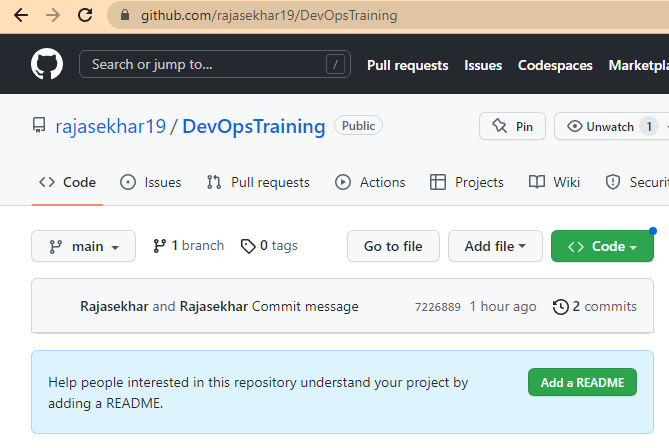 github.com/rajasekhar19/DevOpsTraining
Search or jump to... / Pull requests Issues Codespaces Marketpla
rajasekhar19 / DevOpsTraining Public Pin Unwatch 1
Code Issues Pull requests Actions Projects Wiki Securi
main 1 branch 0 tags Go to file Add file Code
Rajasekhar and Rajasekhar Commit message 7226889 1 hour ago 2 commits
Help people interested in this repository understand your project by
adding a README.
Add a README